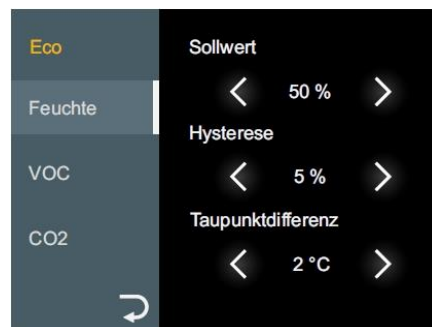 Eco
Feuchte
VOC
CO2
Sollwert
50 %
Hysterese
5 %
Taupunktdifferenz
2 °C